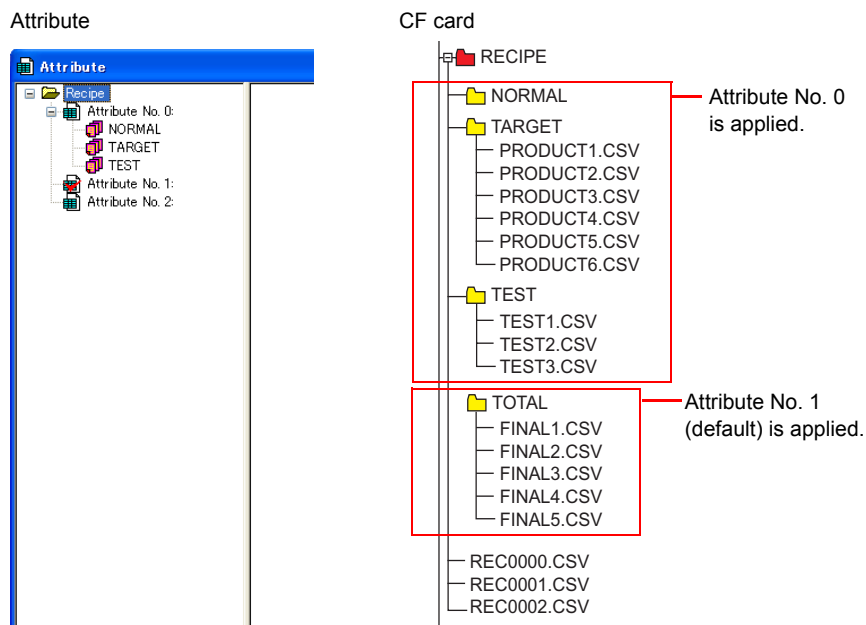 Attribute
CF card
Attribute
Recipe
Attribute No. 0:
NORMAL
TARGET
TEST
Attribute No. 1:
Attribute No. 2:
RECIPE
NORMAL
TARGET
PRODUCT1.CSV
PRODUCT2.CSV
PRODUCT3.CSV
PRODUCT4.CSV
PRODUCT5.CSV
PRODUCT6.CSV
TEST
TEST1.CSV
TEST2.CSV
TEST3.CSV
Attribute No. 0
is applied.
TOTAL
FINAL1.CSV
FINAL2.CSV
FINAL3.CSV
FINAL4.CSV
FINAL5.CSV
Attribute No. 1
(default) is applied.
REC0000.CSV
REC0001.CSV
REC0002.CSV